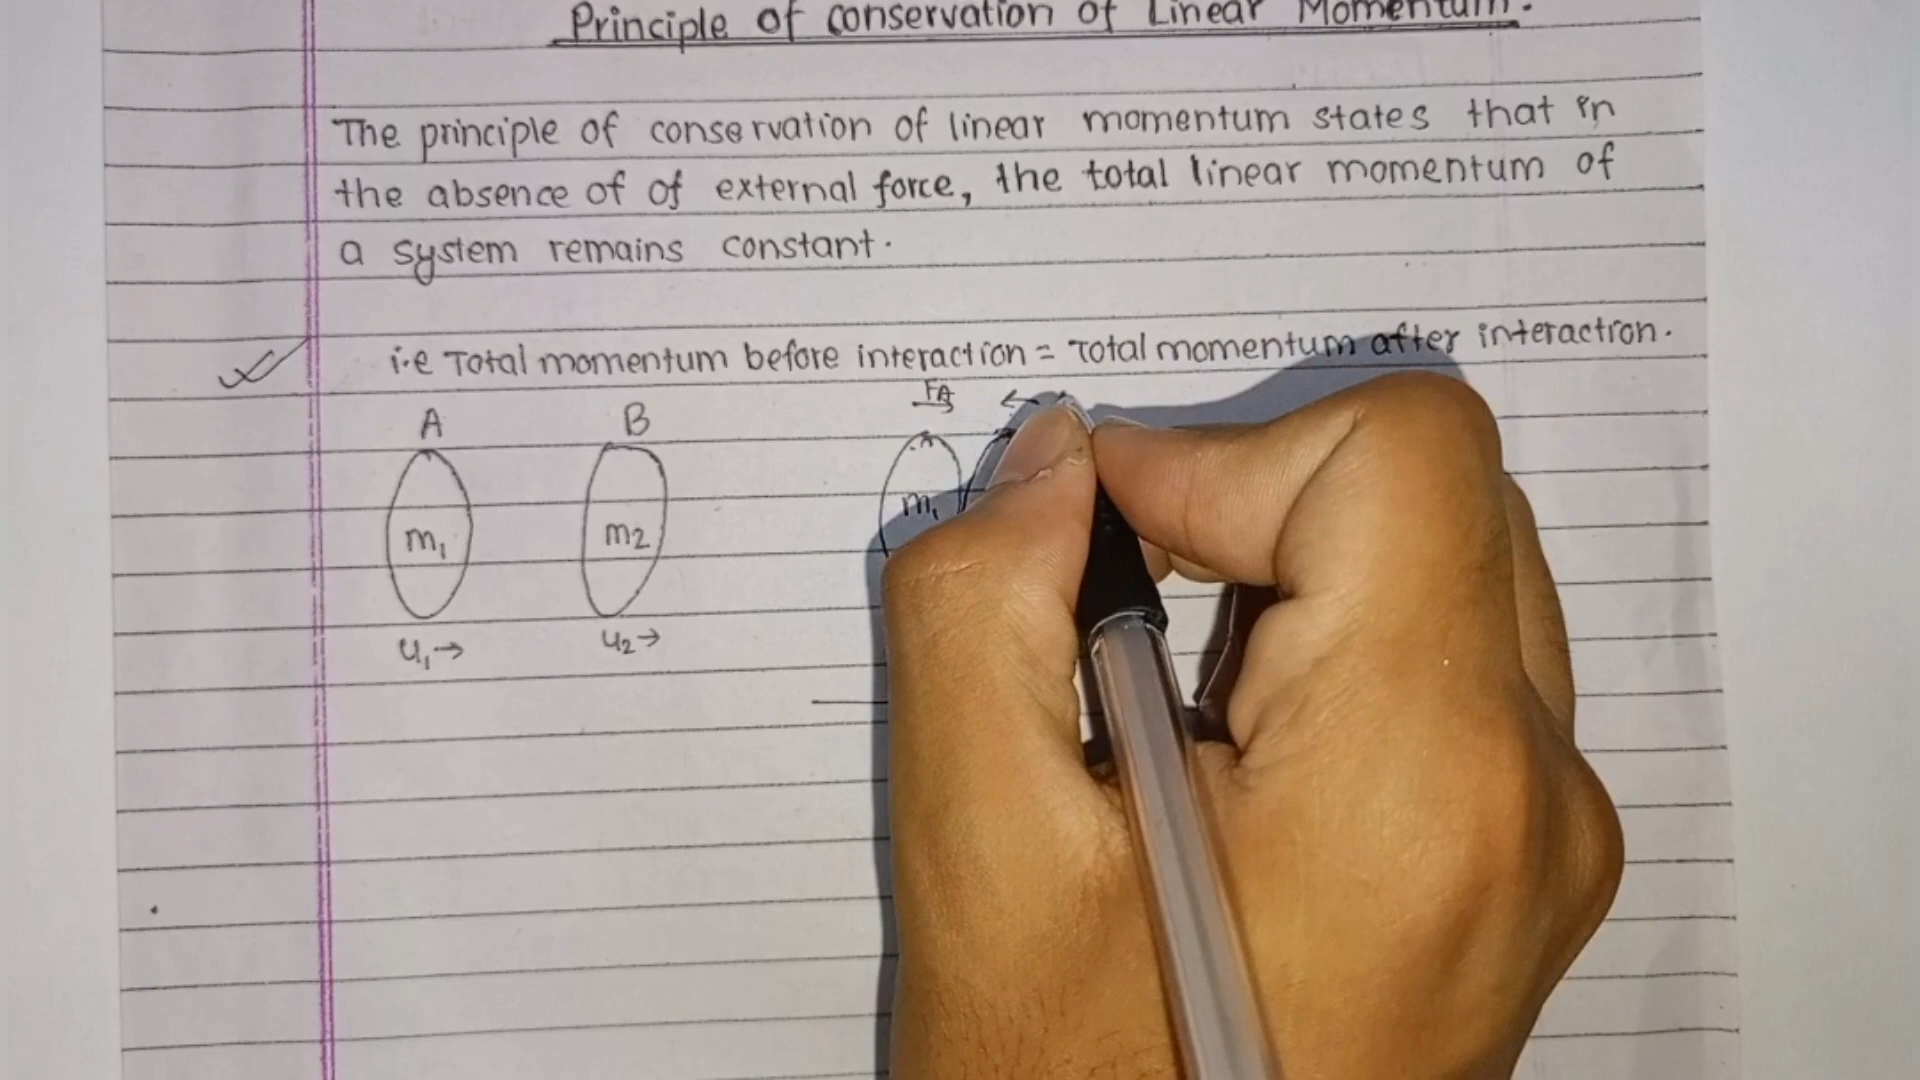 Principle of conservation of Linear Momentum.
The principle of conservation of linear momentum states that in
the absence of of external force, the total linear momentum of
a system remains constant.
i.e Total momentum before interaction = Total momentum after interaction.
FA
A B
m1 m2 m1
u1→ u2→